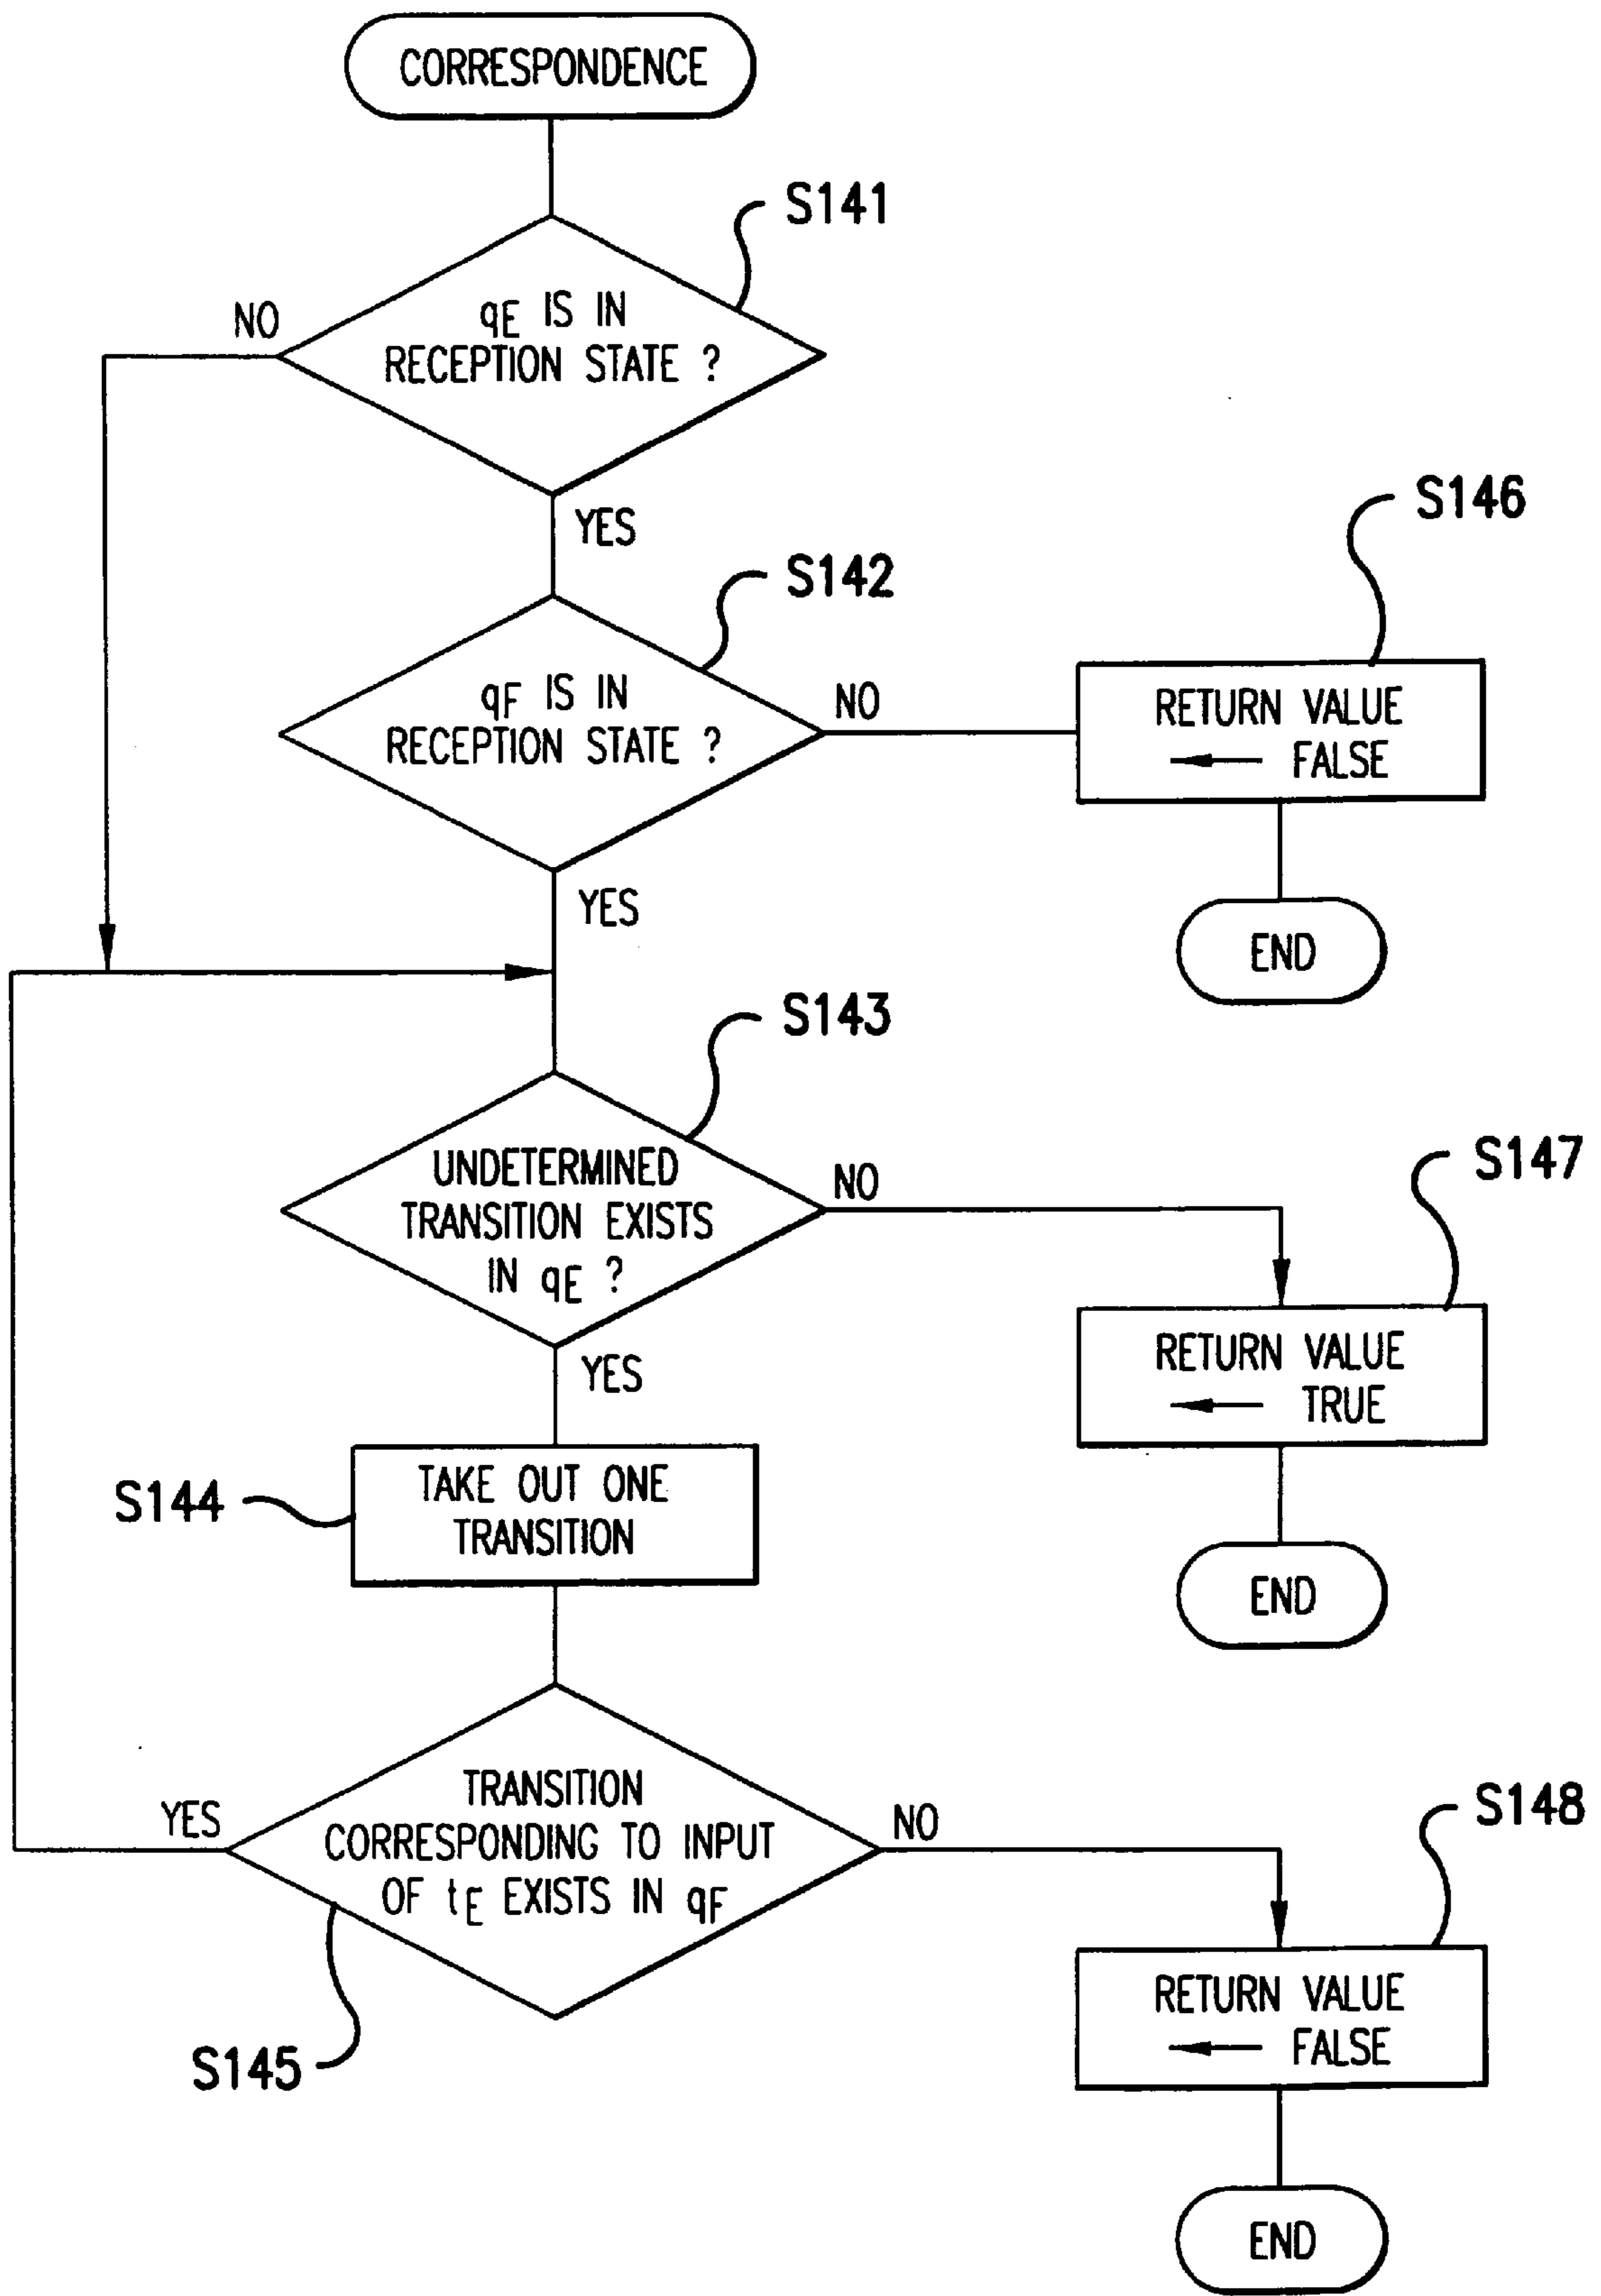 CORRESPONDENCE
S141
NO
qE IS IN
RECEPTION STATE ?
YES
S142
S146
qF IS IN
RECEPTION STATE ?
NO
RETURN VALUE
← FALSE
YES
END
S143
UNDETERMINED
TRANSITION EXISTS
IN qE ?
NO
S147
RETURN VALUE
← TRUE
YES
S144
TAKE OUT ONE
TRANSITION
END
YES
TRANSITION
CORRESPONDING TO INPUT
OF tE EXISTS IN qF
NO
S148
S145
RETURN VALUE
← FALSE
END